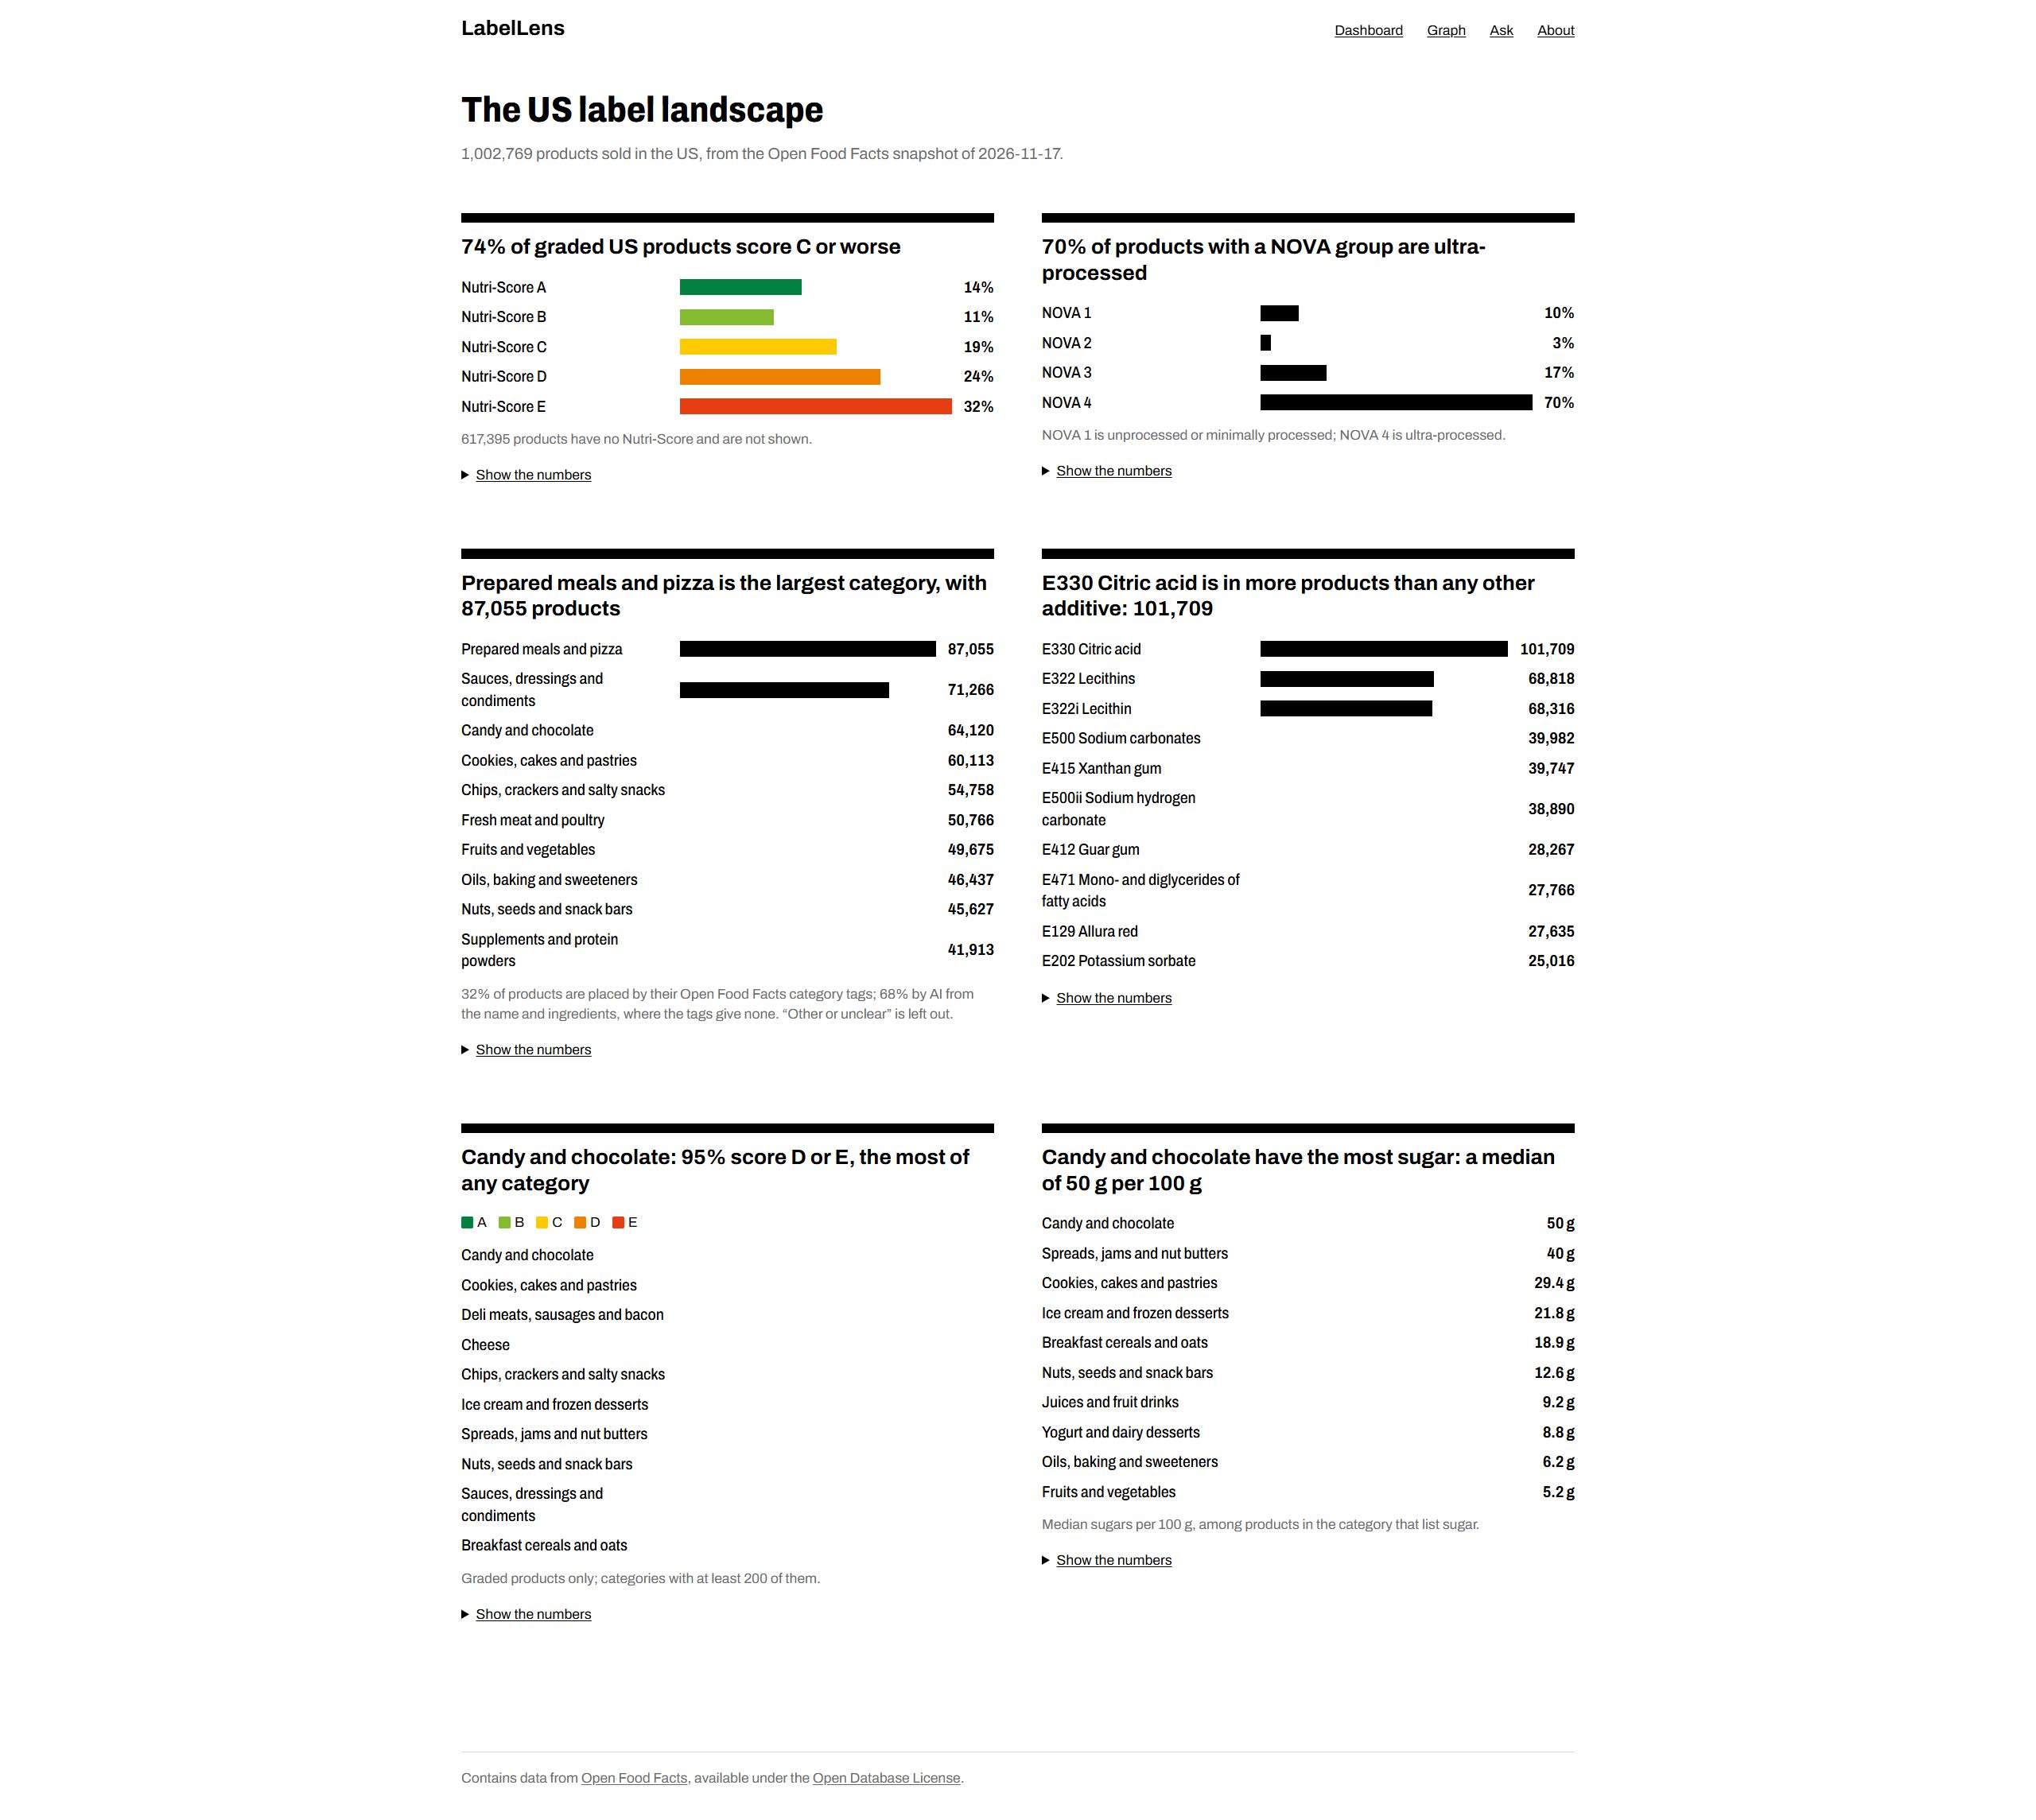 LabelLens
Dashboard Graph Ask About
The US label landscape
1,002,769 products sold in the US, from the Open Food Facts snapshot of 2026-11-17.
74% of graded US products score C or worse
Nutri-Score A 14%
Nutri-Score B 11%
Nutri-Score C 19%
Nutri-Score D 24%
Nutri-Score E 32%
617,395 products have no Nutri-Score and are not shown.
Show the numbers
70% of products with a NOVA group are ultra-
processed
NOVA 1 10%
NOVA 2 3%
NOVA 3 17%
NOVA 4 70%
NOVA 1 is unprocessed or minimally processed; NOVA 4 is ultra-processed.
Show the numbers
Prepared meals and pizza is the largest category, with
87,055 products
Prepared meals and pizza 87,055
Sauces, dressings and
condiments 71,266
Candy and chocolate 64,120
Cookies, cakes and pastries 60,113
Chips, crackers and salty snacks 54,758
Fresh meat and poultry 50,766
Fruits and vegetables 49,675
Oils, baking and sweeteners 46,437
Nuts, seeds and snack bars 45,627
Supplements and protein
powders 41,913
32% of products are placed by their Open Food Facts category tags; 68% by AI from
the name and ingredients, where the tags give none. “Other or unclear” is left out.
Show the numbers
E330 Citric acid is in more products than any other
additive: 101,709
E330 Citric acid 101,709
E322 Lecithins 68,818
E322i Lecithin 68,316
E500 Sodium carbonates 39,982
E415 Xanthan gum 39,747
E500ii Sodium hydrogen
carbonate 38,890
E412 Guar gum 28,267
E471 Mono- and diglycerides of
fatty acids 27,766
E129 Allura red 27,635
E202 Potassium sorbate 25,016
Show the numbers
Candy and chocolate: 95% score D or E, the most of
any category
A B C D E
Candy and chocolate
Cookies, cakes and pastries
Deli meats, sausages and bacon
Cheese
Chips, crackers and salty snacks
Ice cream and frozen desserts
Spreads, jams and nut butters
Nuts, seeds and snack bars
Sauces, dressings and
condiments
Breakfast cereals and oats
Graded products only; categories with at least 200 of them.
Show the numbers
Candy and chocolate have the most sugar: a median
of 50 g per 100 g
Candy and chocolate 50 g
Spreads, jams and nut butters 40 g
Cookies, cakes and pastries 29.4 g
Ice cream and frozen desserts 21.8 g
Breakfast cereals and oats 18.9 g
Nuts, seeds and snack bars 12.6 g
Juices and fruit drinks 9.2 g
Yogurt and dairy desserts 8.8 g
Oils, baking and sweeteners 6.2 g
Fruits and vegetables 5.2 g
Median sugars per 100 g, among products in the category that list sugar.
Show the numbers
Contains data from Open Food Facts, available under the Open Database License.